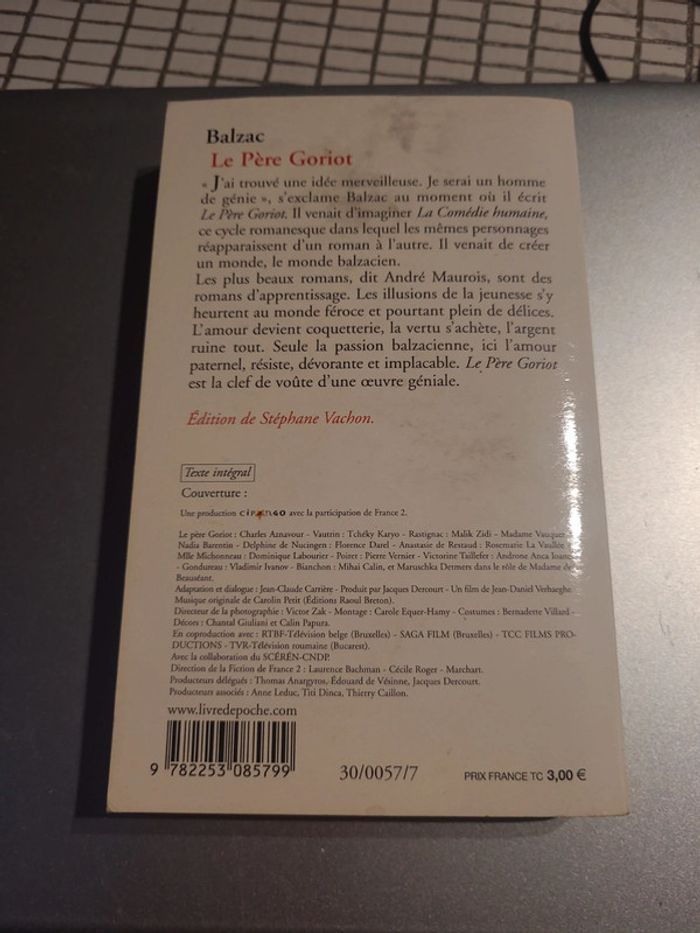 Balzac
Le Père Goriot
« J'ai trouvé une idée merveilleuse. Je serai un homme
de génie », s'exclame Balzac au moment où il écrit
Le Père Goriot. Il venait d'imaginer La Comédie humaine,
ce cycle romanesque dans lequel les mêmes personnages
réapparaissent d'un roman à l'autre. Il venait de créer
un monde, le monde balzacien.
Les plus beaux romans, dit André Maurois, sont des
romans d'apprentissage. Les illusions de la jeunesse s'y
heurtent au monde féroce et pourtant plein de délices.
L'amour devient coquetterie, la vertu s'achète, l'argent
ruine tout. Seule la passion balzacienne, ici l'amour
paternel, résiste, dévorante et implacable. Le Père Goriot
est la clef de voûte d'une œuvre géniale.
Édition de Stéphane Vachon.
Texte intégral
Couverture :
Une production CIPANGO avec la participation de France 2.
Le père Goriot : Charles Aznavour - Vautrin : Tchéky Karyo - Rastignac : Malik Zidi - Madame Vauquer :
Nadia Barentin - Delphine de Nucingen : Florence Darel - Anastasie de Restaud : Rosemarie La Vaullée -
Mlle Michonneau : Dominique Labourier - Poiret : Pierre Vernier - Victorine Taillefer : Androne Anca Ioana
- Gondureau : Vladimir Ivanov - Bianchon : Mihai Calin, et Maruschka Detmers dans le rôle de Madame de
Beauséant.
Adaptation et dialogue : Jean-Claude Carrière - Produit par Jacques Dercourt - Un film de Jean-Daniel Verhaeghe
Musique originale de Carolin Petit (Éditions Raoul Breton).
Directeur de la photographie : Victor Zak - Montage : Carole Equer-Hamy - Costumes : Bernadette Villard -
Décors : Chantal Giuliani et Calin Papura.
En coproduction avec : RTBF-Télévision belge (Bruxelles) - SAGA FILM (Bruxelles) - TCC FILMS PRO-
DUCTIONS - TVR-Télévision roumaine (Bucarest).
Avec la collaboration du SCÉRÉN-CNDP.
Direction de la Fiction de France 2 : Laurence Bachman - Cécile Roger - Marchart.
Producteurs délégués : Thomas Anargyros, Édouard de Vésinne, Jacques Dercourt.
Producteurs associés : Anne Leduc, Titi Dinca, Thierry Caillon.
www.livredepoche.com
9 782253 085799
30/0057/7
PRIX FRANCE TC 3,00 €